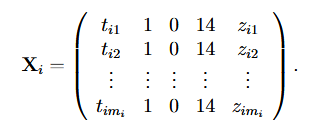 t_{i1} 1 0 14 z_{i1}
t_{i2} 1 0 14 z_{i2}
X_i = ⋮ ⋮ ⋮ ⋮ ⋮ .
t_{im_i} 1 0 14 z_{im_i}